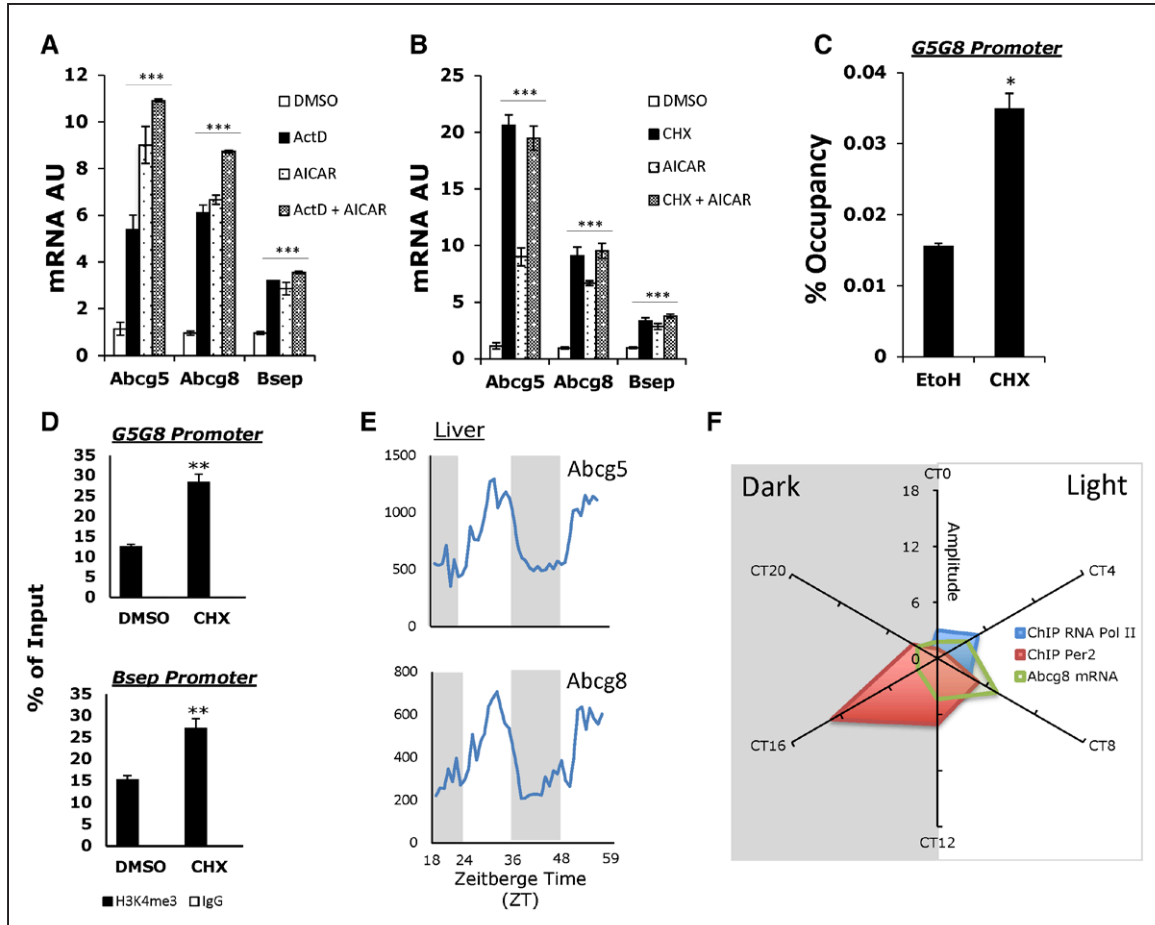 A
12
10
8
6
4
2
0
mRNA AU
***
***
***
DMSO
ActD
AICAR
ActD + AICAR
Abcg5 Abcg8 Bsep
B
25
20
15
10
5
0
mRNA AU
***
***
***
DMSO
CHX
AICAR
CHX + AICAR
Abcg5 Abcg8 Bsep
C
G5G8 Promoter
0.04
0.03
0.02
0.01
0
% Occupancy
*
EtoH CHX
D
G5G8 Promoter
35
30
25
20
15
10
5
0
**
DMSO CHX
% of Input
Bsep Promoter
35
30
25
20
15
10
5
0
**
DMSO CHX
H3K4me3 IgG
E
Liver
1500
1000
500
0
Abcg5
800
600
400
200
0
Abcg8
18 24 36 48 59
Zeitberge Time
(ZT)
F
Dark
Light
CT0
18
12
6
0
Amplitude
CT20
CT4
ChIP RNA Pol II
ChIP Per2
Abcg8 mRNA
CT16
CT8
CT12